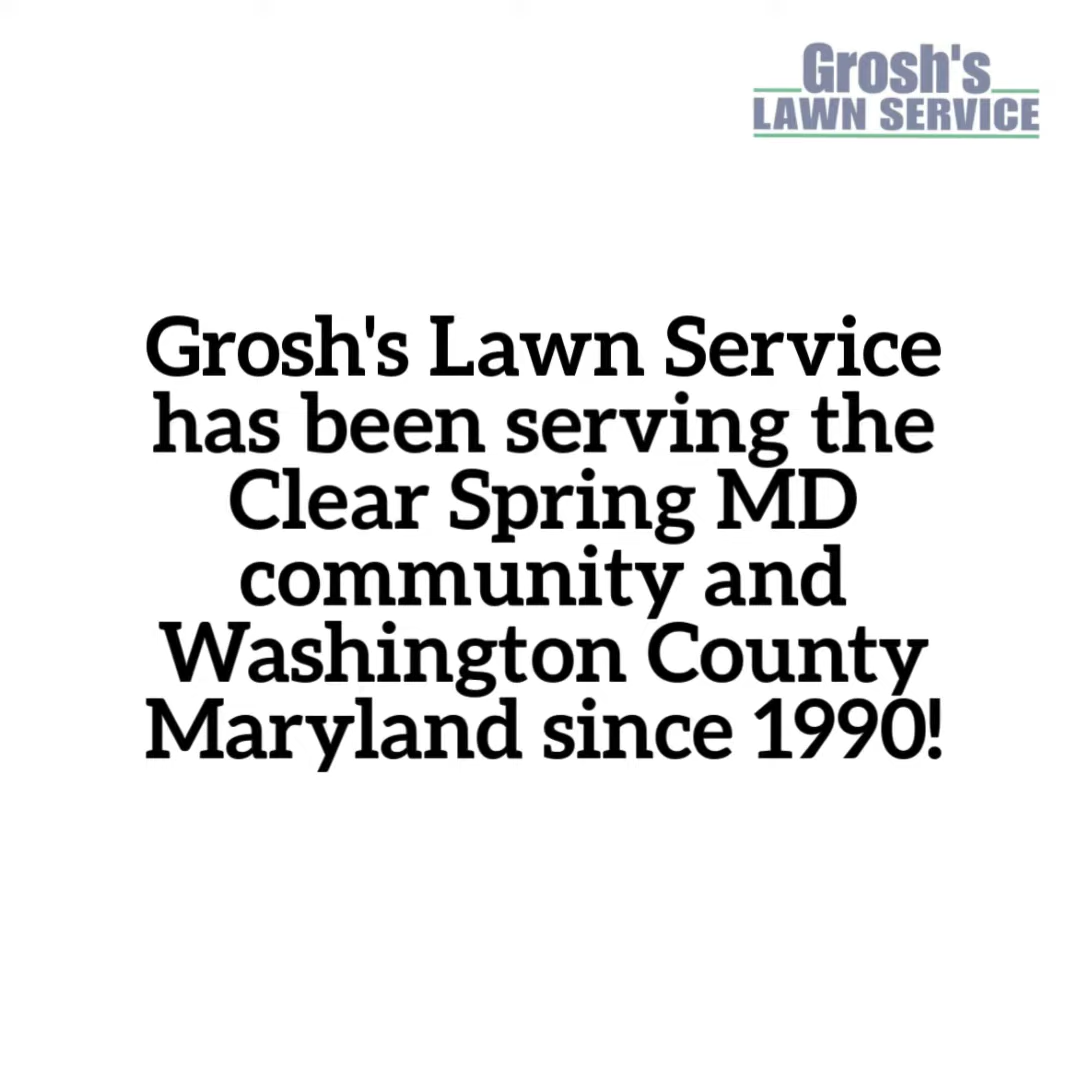 Grosh's
LAWN SERVICE
Grosh's Lawn Service
has been serving the
Clear Spring MD
community and
Washington County
Maryland since 1990!